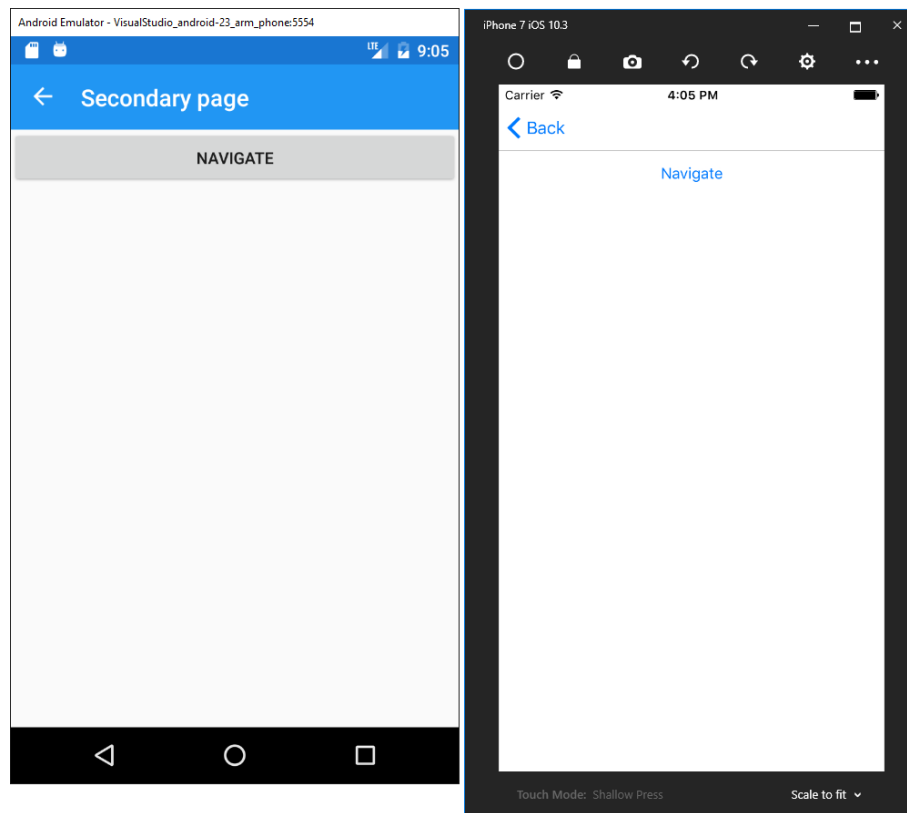 Android Emulator - VisualStudio_android-23_arm_phone:5554
LTE 9:05
Secondary page
NAVIGATE
iPhone 7 iOS 10.3
Carrier 4:05 PM
Back
Navigate
Touch Mode: Shallow Press Scale to fit